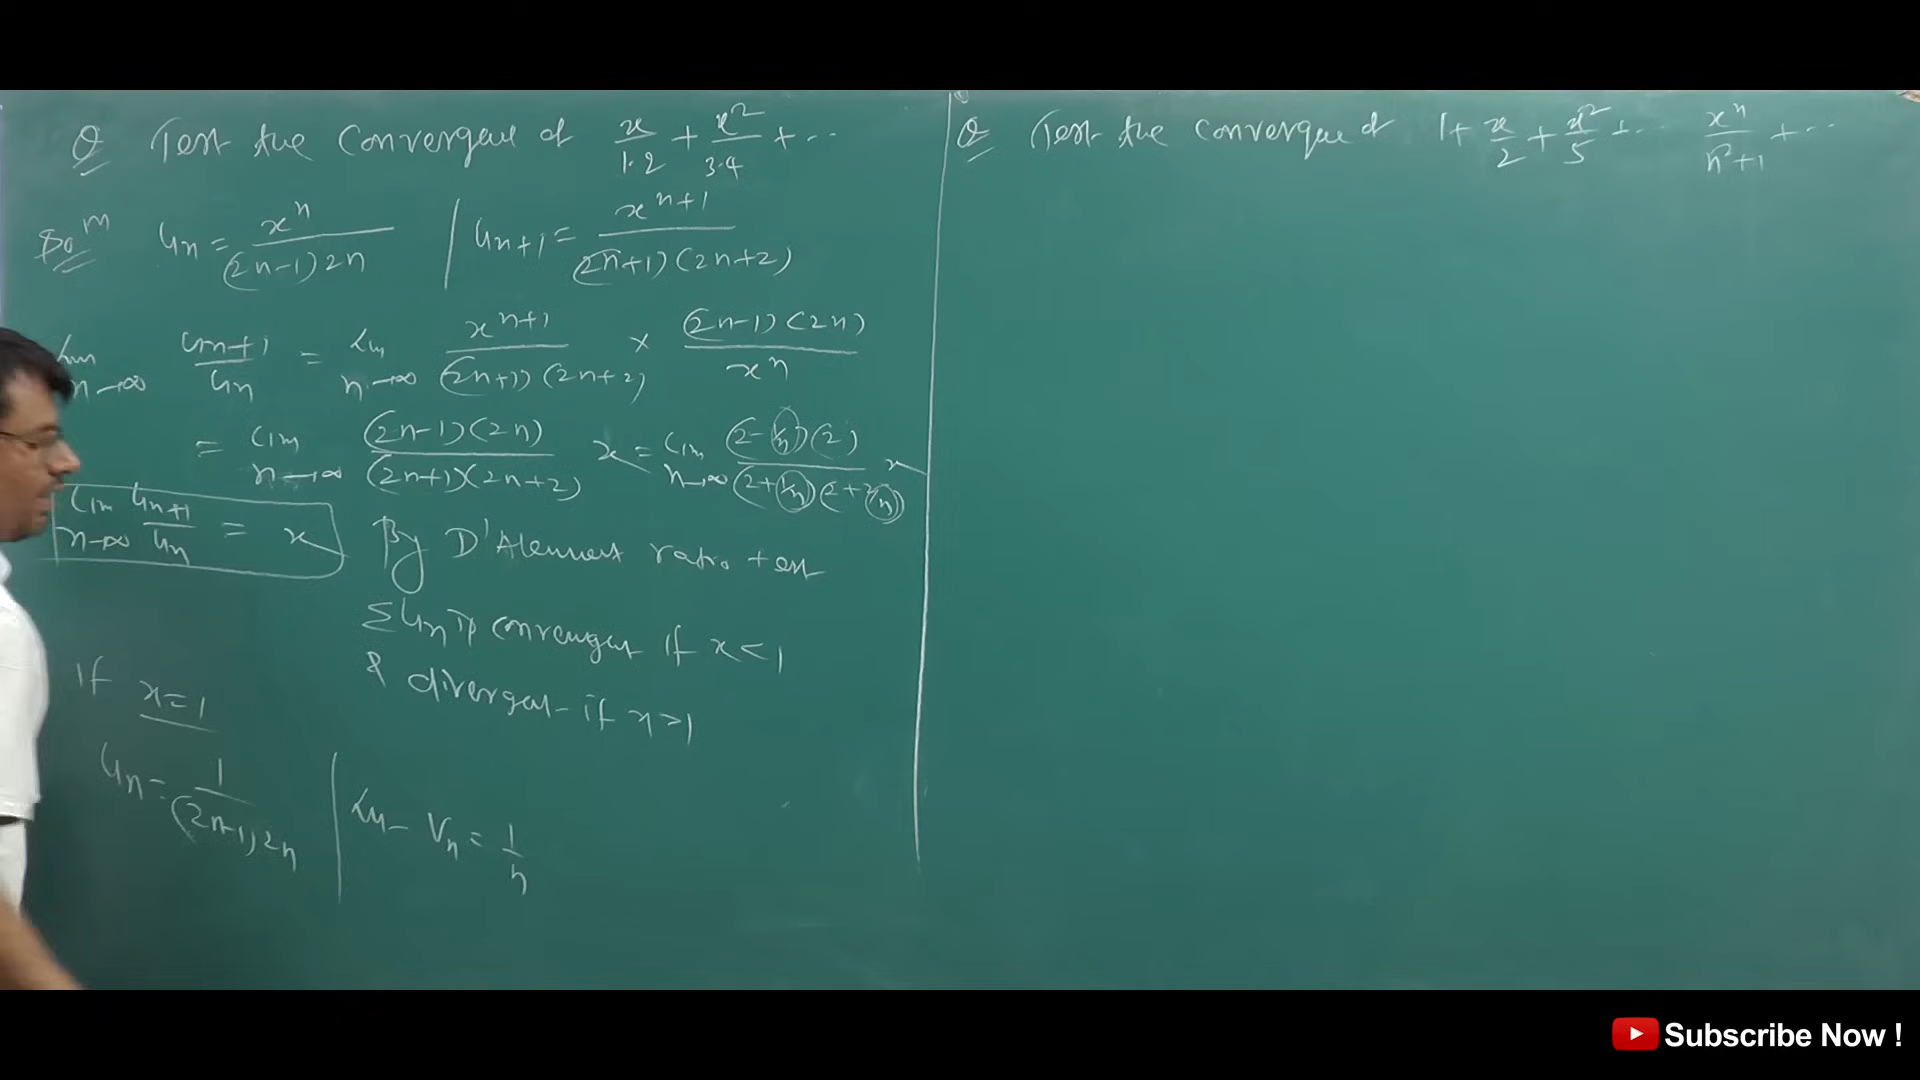 Q Test the Convergence of x/1·2 + x²/3·4 + ···
Solⁿ uₙ = xⁿ/(2n-1)2n | uₙ₊₁ = xⁿ⁺¹/(2n+1)(2n+2)
Lim n→∞ uₙ₊₁/uₙ = Lim n→∞ xⁿ⁺¹/(2n+1)(2n+2) × (2n-1)(2n)/xⁿ
= Lim n→∞ (2n-1)(2n)/(2n+1)(2n+2) x = Lim n→∞ (2-1/n)(2)/(2+1/n)(2+2/n) x
Lim n→∞ uₙ₊₁/uₙ = x By D'Alembert ratio test
Σuₙ is convergent if x<1
& divergent if x>1
If x=1
uₙ = 1/(2n-1)2n | Let Vₙ = 1/n
Q Test the convergence of 1 + x/2 + x²/5 + ··· xⁿ/n²+1 + ···
Subscribe Now !